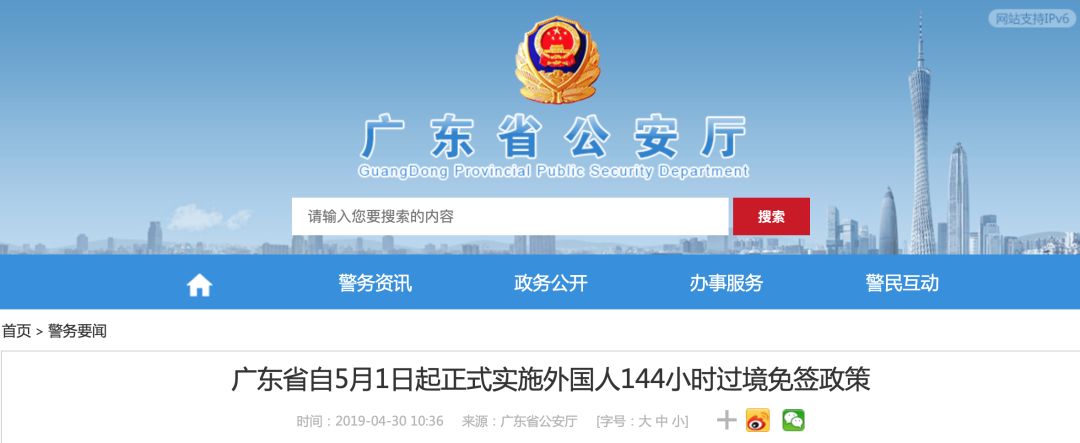 网站支持IPv6
广东省公安厅
GuangDong Provincial Public Security Department
请输入您要搜索的内容 搜索
警务资讯 政务公开 办事服务 警民互动
首页 > 警务要闻
广东省自5月1日起正式实施外国人144小时过境免签政策
时间：2019-04-30 10:36 来源：广东省公安厅 [字号：大 中 小]